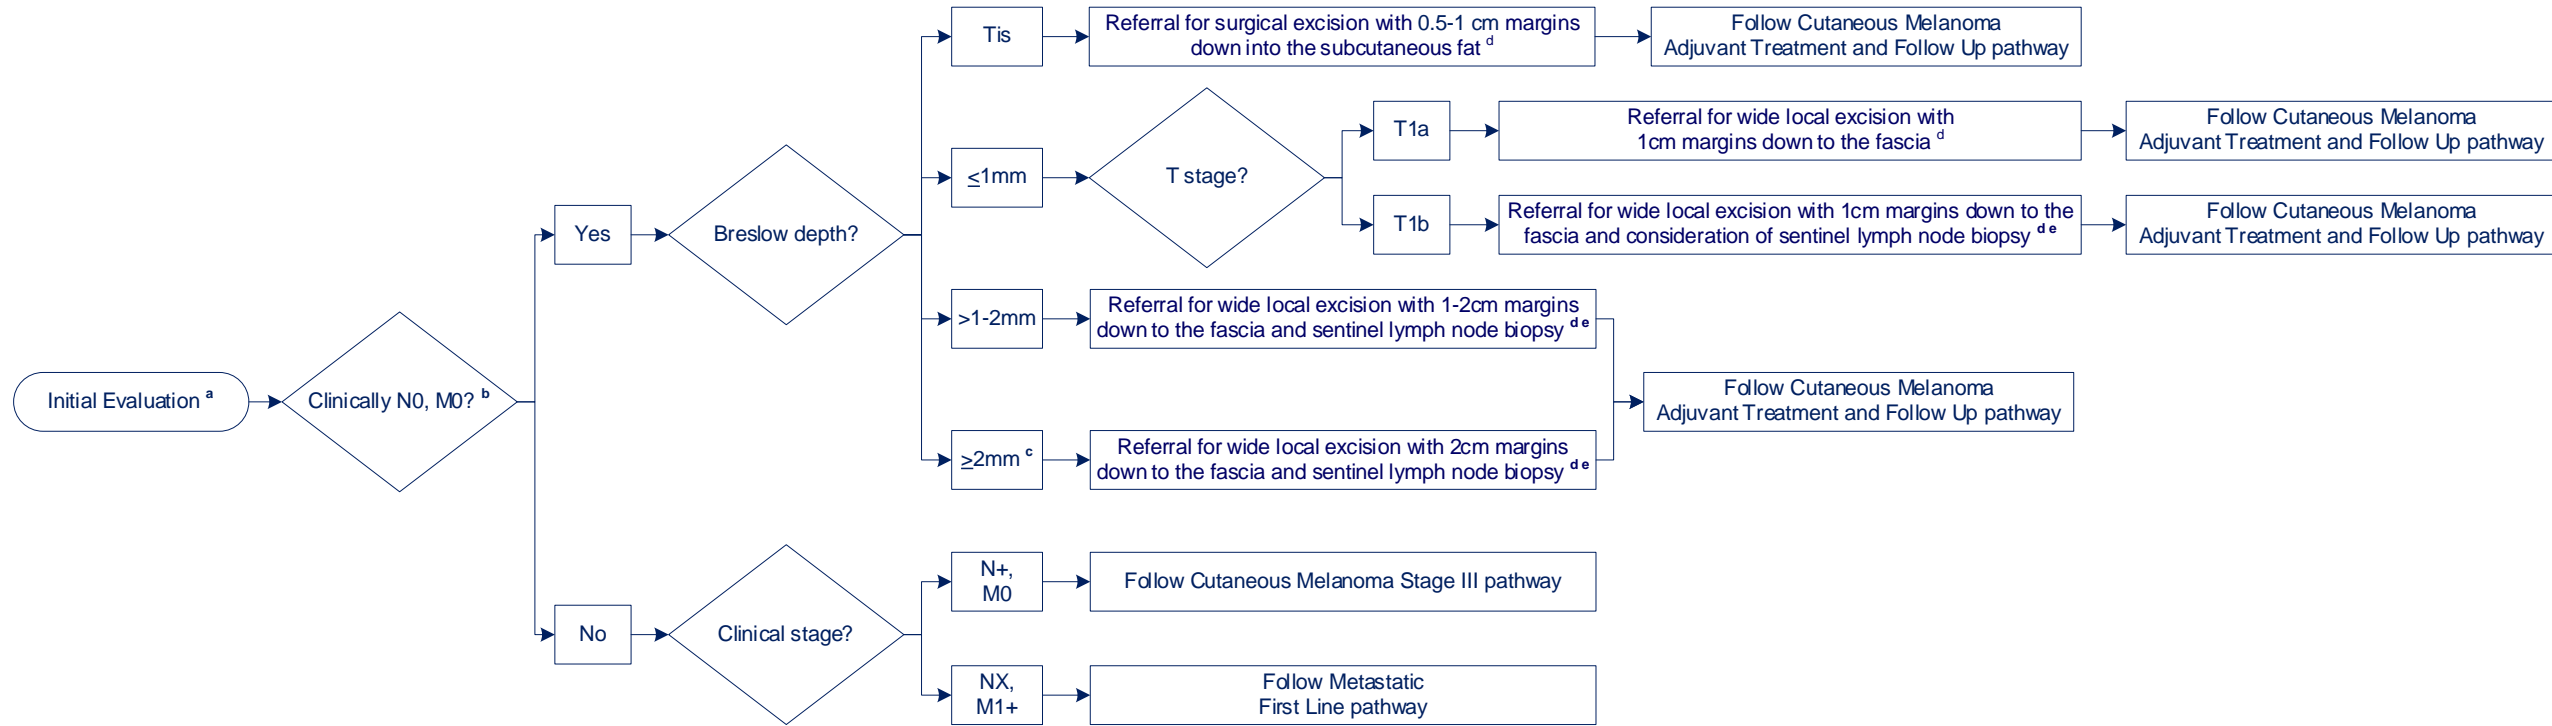 Initial Evaluation a
Clinically N0, M0? b
Yes
Breslow depth?
Tis
Referral for surgical excision with 0.5-1 cm margins
down into the subcutaneous fat d
Follow Cutaneous Melanoma
Adjuvant Treatment and Follow Up pathway
≤1mm
T stage?
T1a
Referral for wide local excision with
1cm margins down to the fascia d
Follow Cutaneous Melanoma
Adjuvant Treatment and Follow Up pathway
T1b
Referral for wide local excision with 1cm margins down to the
fascia and consideration of sentinel lymph node biopsy d e
Follow Cutaneous Melanoma
Adjuvant Treatment and Follow Up pathway
>1-2mm
Referral for wide local excision with 1-2cm margins
down to the fascia and sentinel lymph node biopsy d e
≥2mm c
Referral for wide local excision with 2cm margins
down to the fascia and sentinel lymph node biopsy d e
Follow Cutaneous Melanoma
Adjuvant Treatment and Follow Up pathway
No
Clinical stage?
N+,
M0
Follow Cutaneous Melanoma Stage III pathway
NX,
M1+
Follow Metastatic
First Line pathway